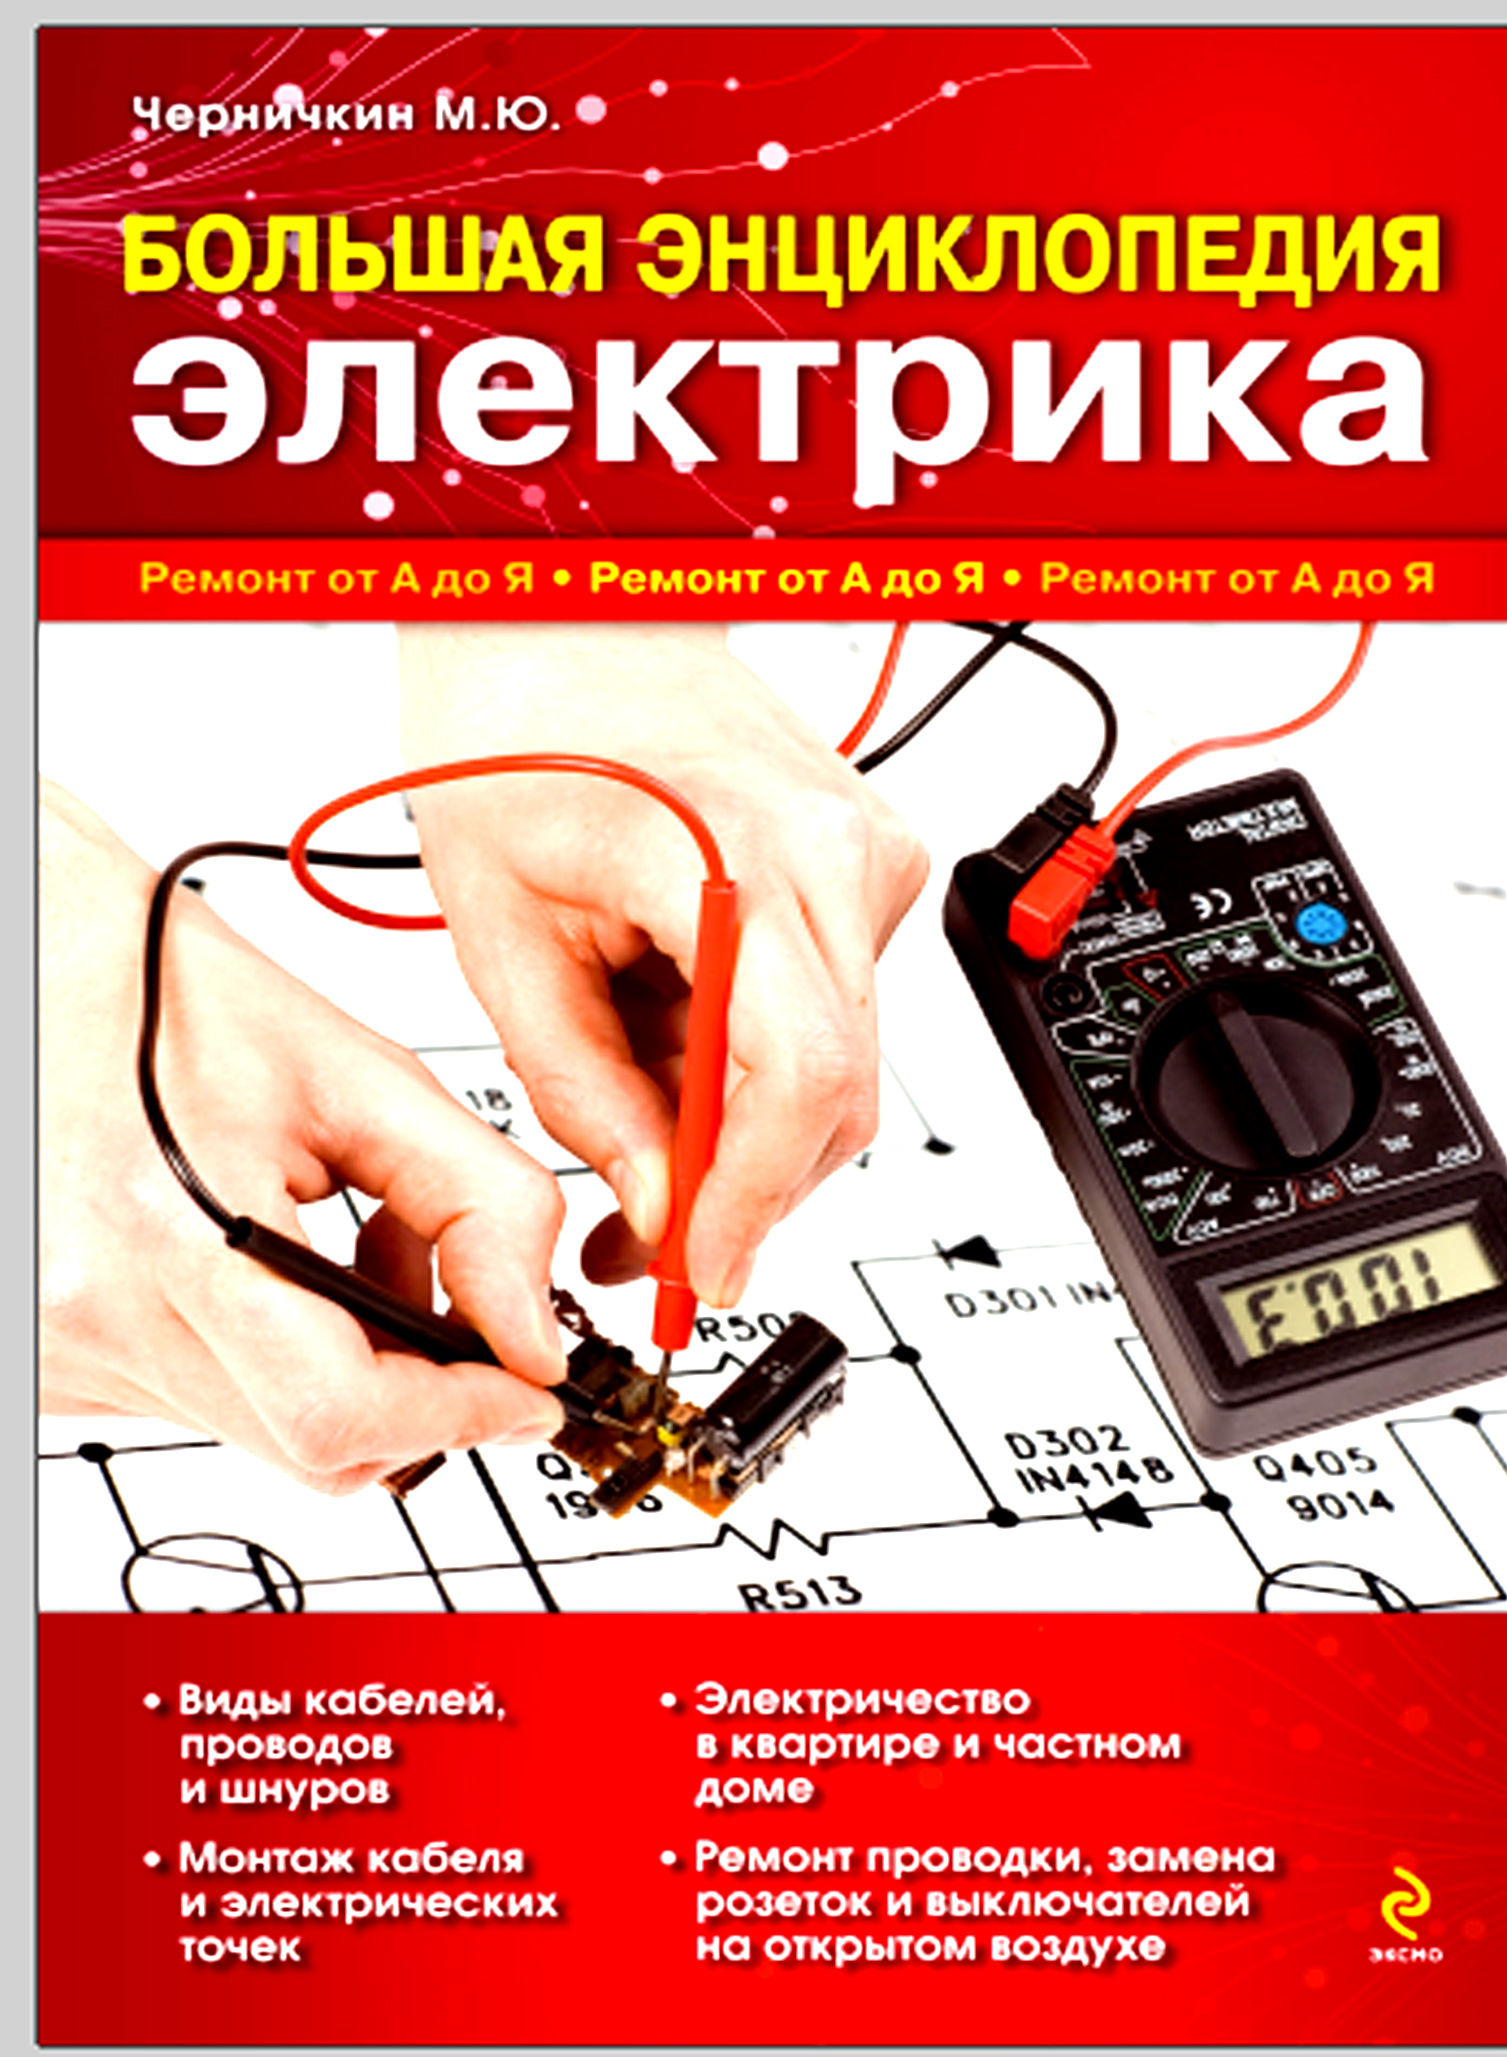 Черничкин М.Ю.
БОЛЬШАЯ ЭНЦИКЛОПЕДИЯ
электрика
Ремонт от А до Я • Ремонт от А до Я • Ремонт от А до Я
18
D301 IN4
D302
IN4148
Q405
9014
R513
• Виды кабелей,
проводов
и шнуров
• Монтаж кабеля
и электрических
точек
• Электричество
в квартире и частном
доме
• Ремонт проводки, замена
розеток и выключателей
на открытом воздухе
эксмо